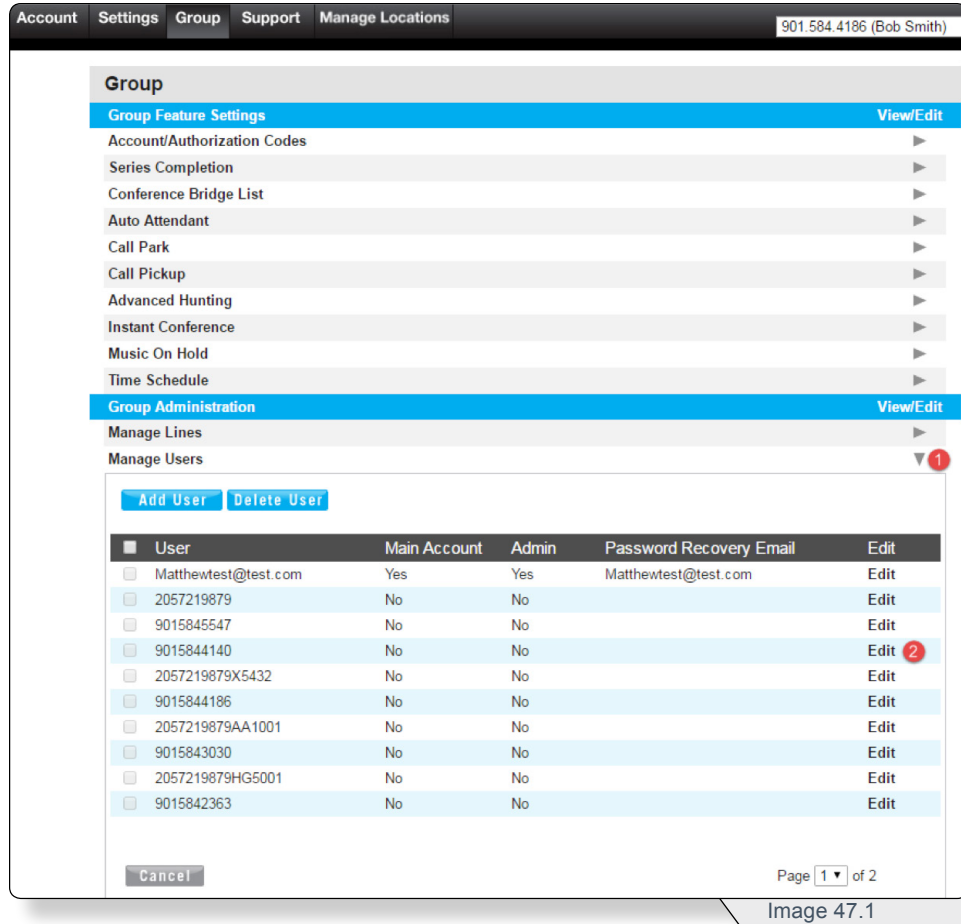 Account Settings Group Support Manage Locations
901.584.4186 (Bob Smith)
Group
Group Feature Settings View/Edit
Account/Authorization Codes
Series Completion
Conference Bridge List
Auto Attendant
Call Park
Call Pickup
Advanced Hunting
Instant Conference
Music On Hold
Time Schedule
Group Administration View/Edit
Manage Lines
Manage Users 1
Add User Delete User
User Main Account Admin Password Recovery Email Edit
Matthewtest@test.com Yes Yes Matthewtest@test.com Edit
2057219879 No No Edit
9015845547 No No Edit
9015844140 No No Edit 2
2057219879X5432 No No Edit
9015844186 No No Edit
2057219879AA1001 No No Edit
9015843030 No No Edit
2057219879HG5001 No No Edit
9015842363 No No Edit
Cancel Page 1 of 2
Image 47.1